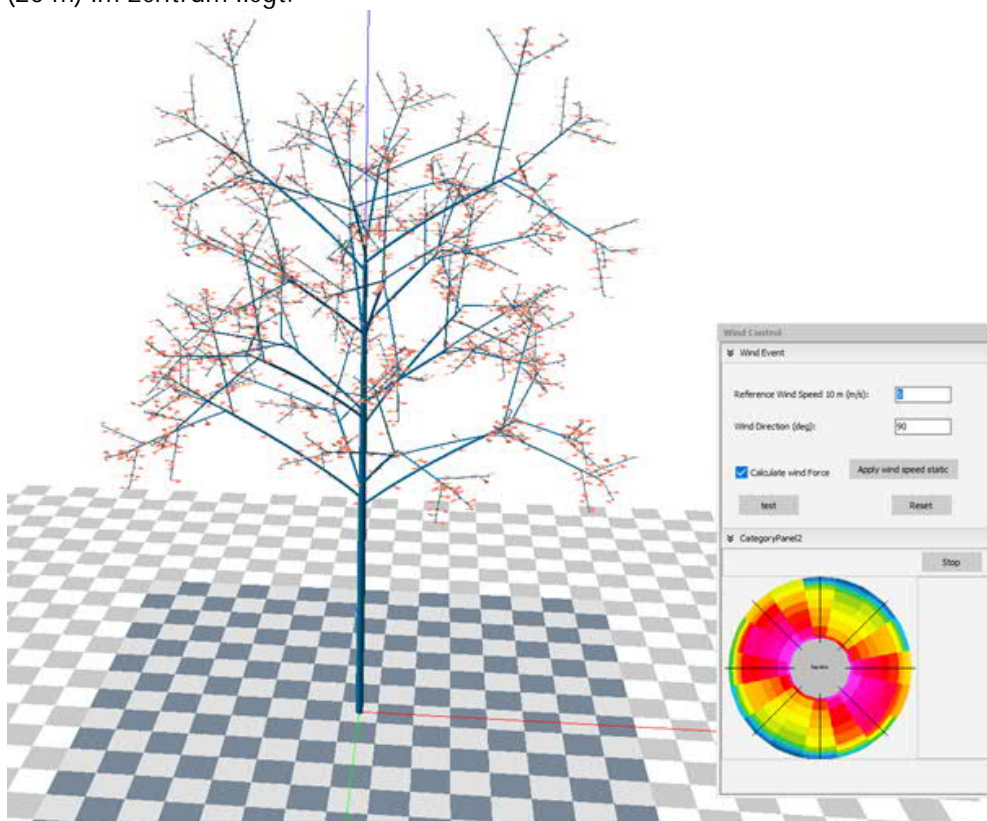 (20 m) im Zentrum liegt.
Wind Control
Wind Event
Reference Wind Speed 10 m (m/s):
Wind Direction (deg):
90
Calculate wind Force
Apply wind speed static
test
Reset
CategoryPanel2
Stop